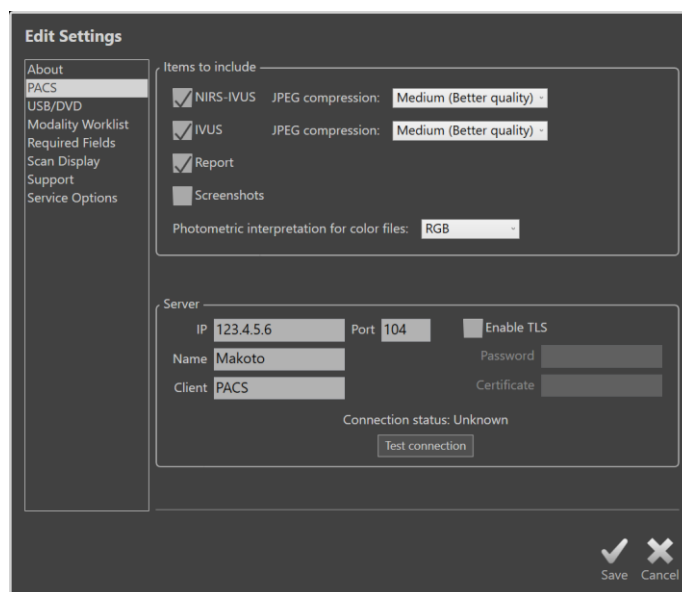 Edit Settings
About
PACS
USB/DVD
Modality Worklist
Required Fields
Scan Display
Support
Service Options
Items to include
NIRS-IVUS JPEG compression: Medium (Better quality)
IVUS JPEG compression: Medium (Better quality)
Report
Screenshots
Photometric interpretation for color files: RGB
Server
IP 123.4.5.6 Port 104 Enable TLS
Name Makoto Password
Client PACS Certificate
Connection status: Unknown
Test connection
Save Cancel